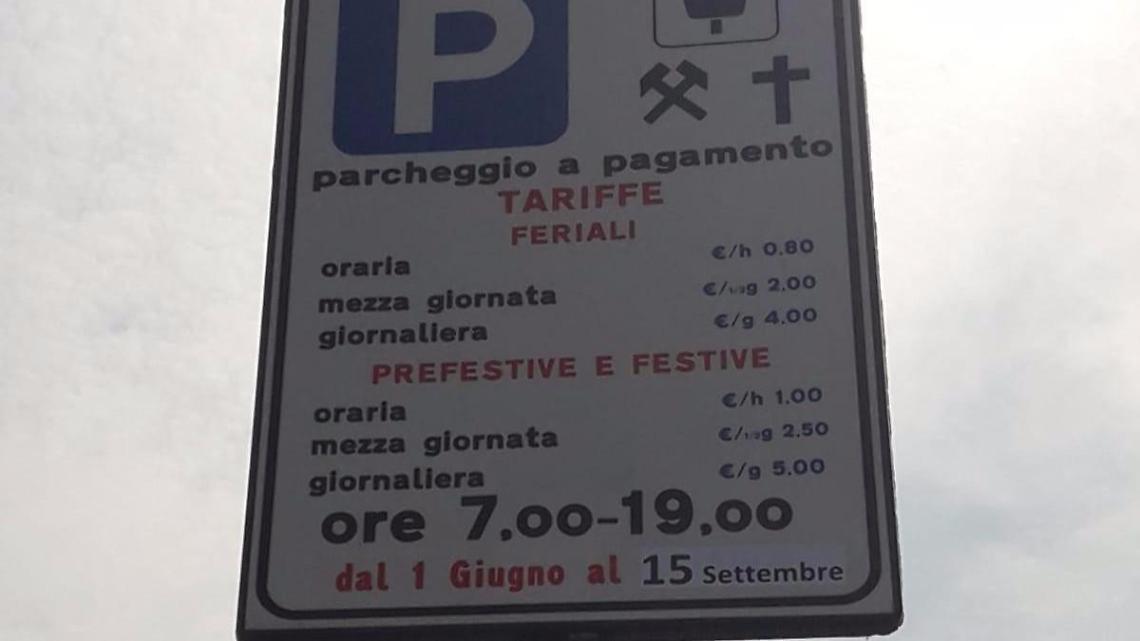 P
parcheggio a pagamento
TARIFFE
FERIALI
oraria €/h 0.80
mezza giornata €/1/2g 2.00
giornaliera €/g 4.00
PREFESTIVE E FESTIVE
oraria €/h 1.00
mezza giornata €/1/2g 2.50
giornaliera €/g 5.00
ore 7,00-19,00
dal 1 Giugno al 15 Settembre